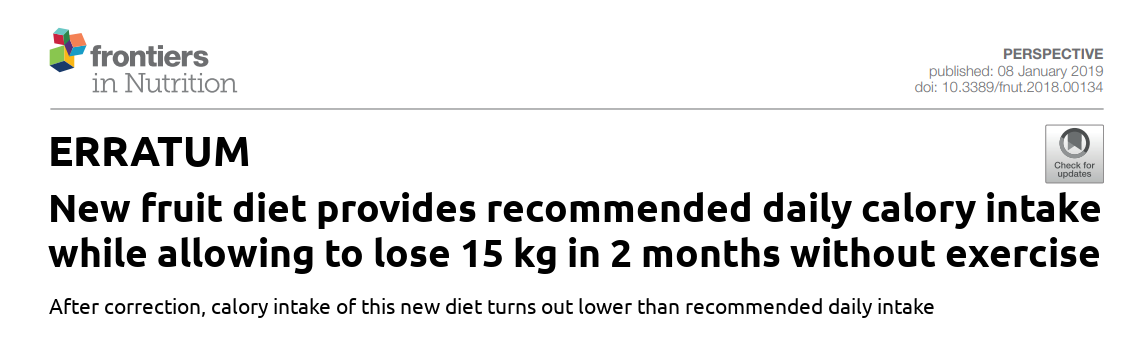 frontiers
in Nutrition
PERSPECTIVE
published: 08 January 2019
doi: 10.3389/fnut.2018.00134
ERRATUM
Check for
updates
New fruit diet provides recommended daily calory intake
while allowing to lose 15 kg in 2 months without exercise
After correction, calory intake of this new diet turns out lower than recommended daily intake